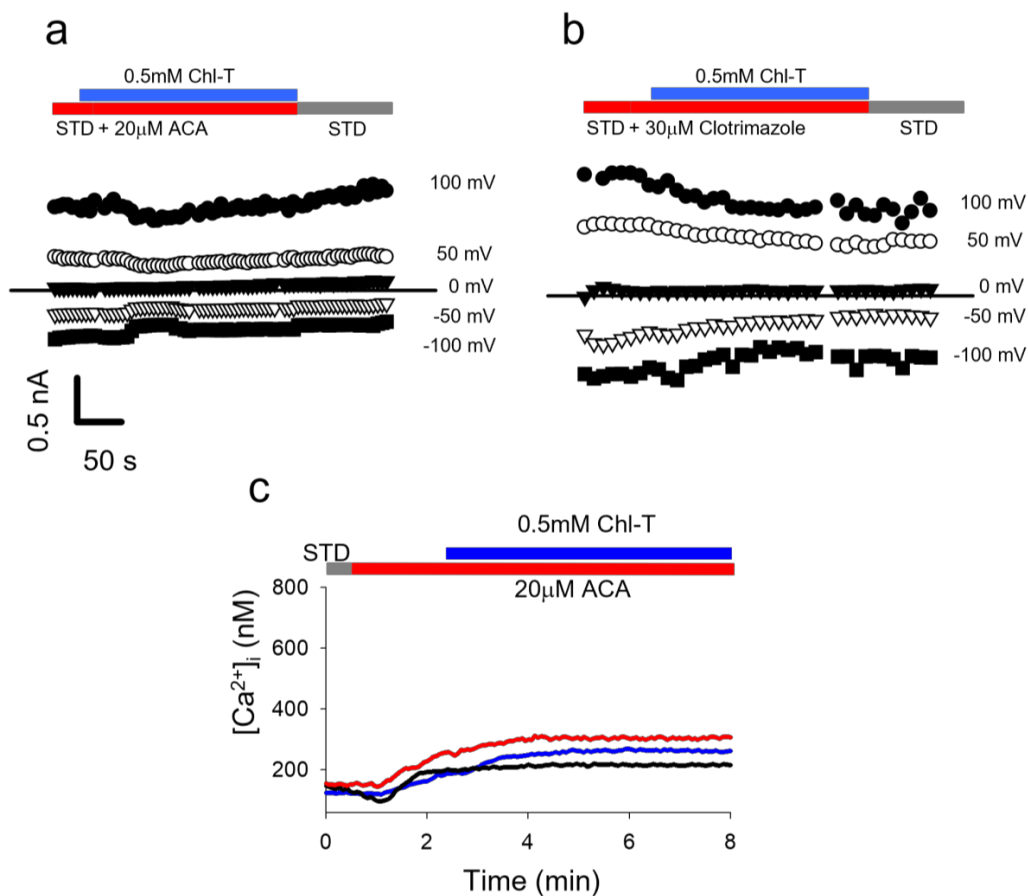 a
0.5mM Chl-T
STD + 20μM ACA
STD
100 mV
50 mV
0 mV
-50 mV
-100 mV
0.5 nA
50 s
b
0.5mM Chl-T
STD + 30μM Clotrimazole
STD
100 mV
50 mV
0 mV
-50 mV
-100 mV
c
0.5mM Chl-T
STD
20μM ACA
800
600
400
200
[Ca²⁺]ᵢ (nM)
0 2 4 6 8
Time (min)